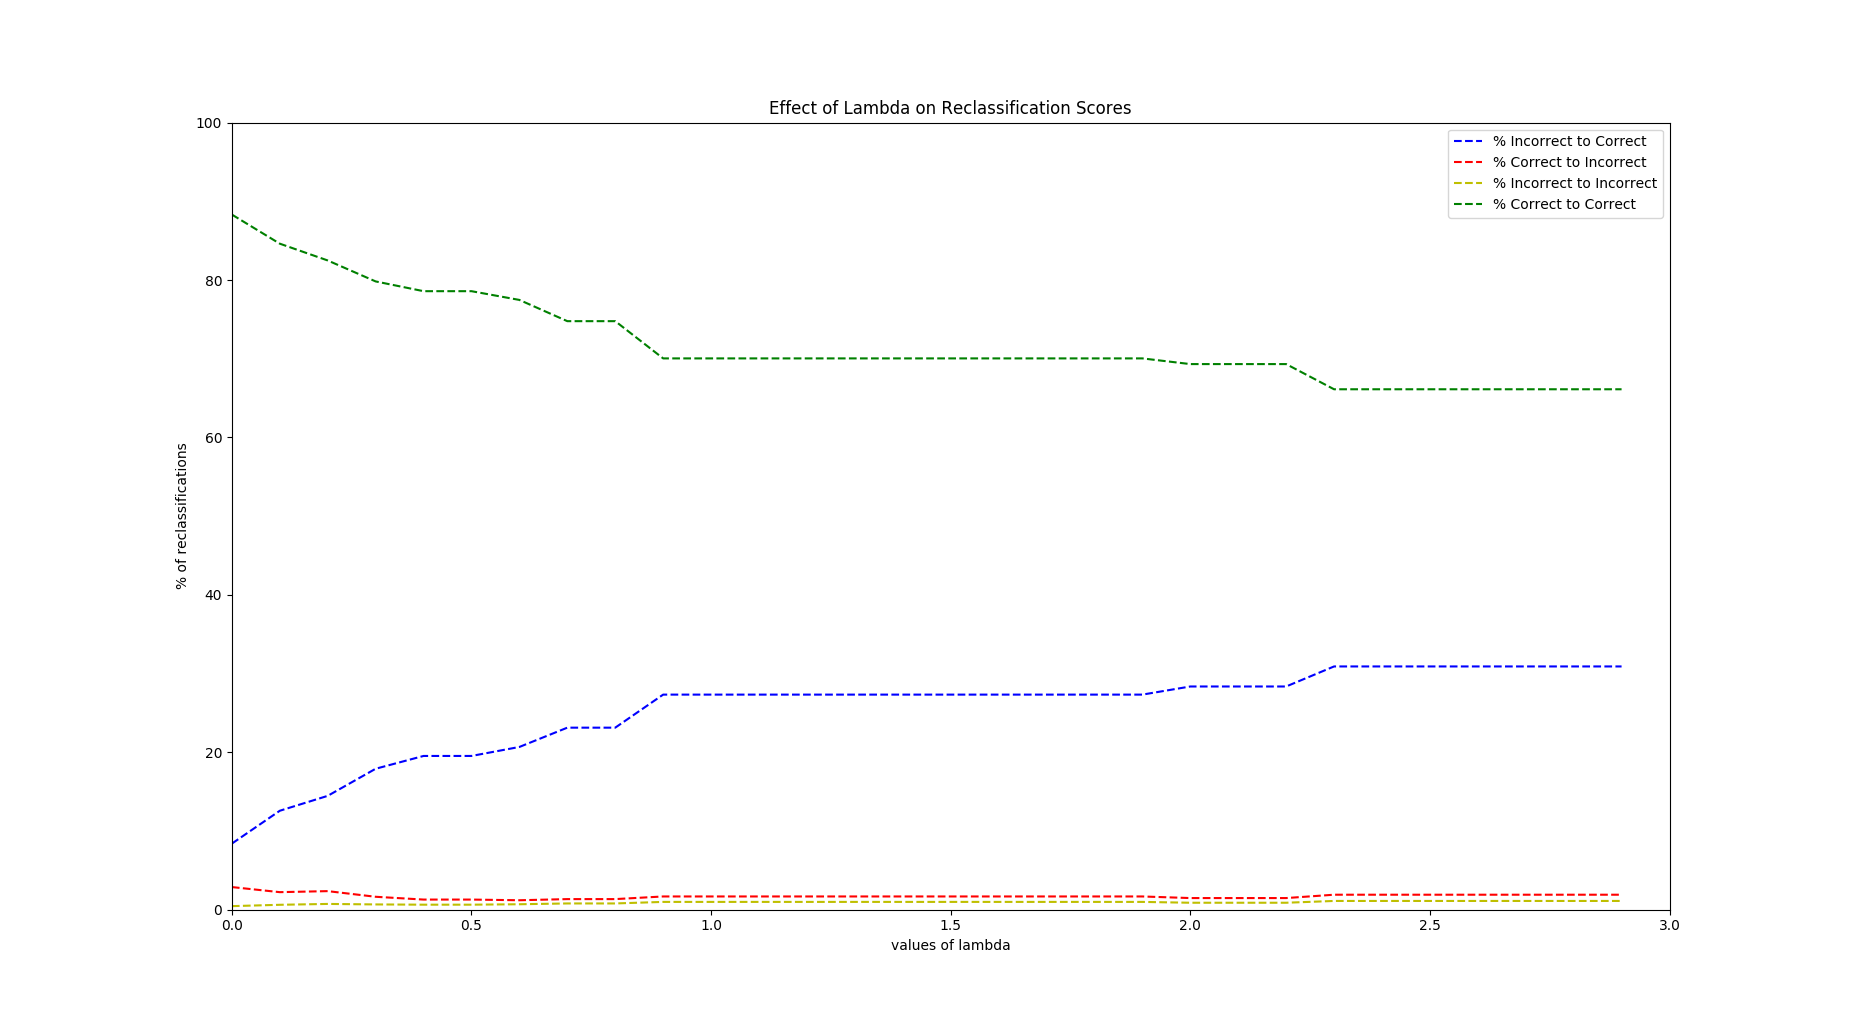 Effect of Lambda on Reclassification Scores
100
80
60
40
20
0
% of reclassifications
% Incorrect to Correct
% Correct to Incorrect
% Incorrect to Incorrect
% Correct to Correct
0.0 0.5 1.0 1.5 2.0 2.5 3.0
values of lambda